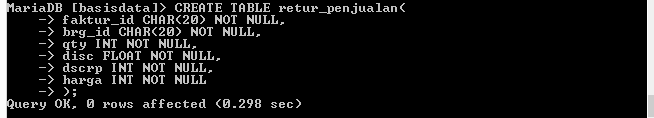 MariaDB [basisdata]> CREATE TABLE retur_penjualan(
-> faktur_id CHAR(20) NOT NULL,
-> brg_id CHAR(20) NOT NULL,
-> qty INT NOT NULL,
-> disc FLOAT NOT NULL,
-> dscrp INT NOT NULL,
-> harga INT NOT NULL
-> );
Query OK, 0 rows affected (0.298 sec)